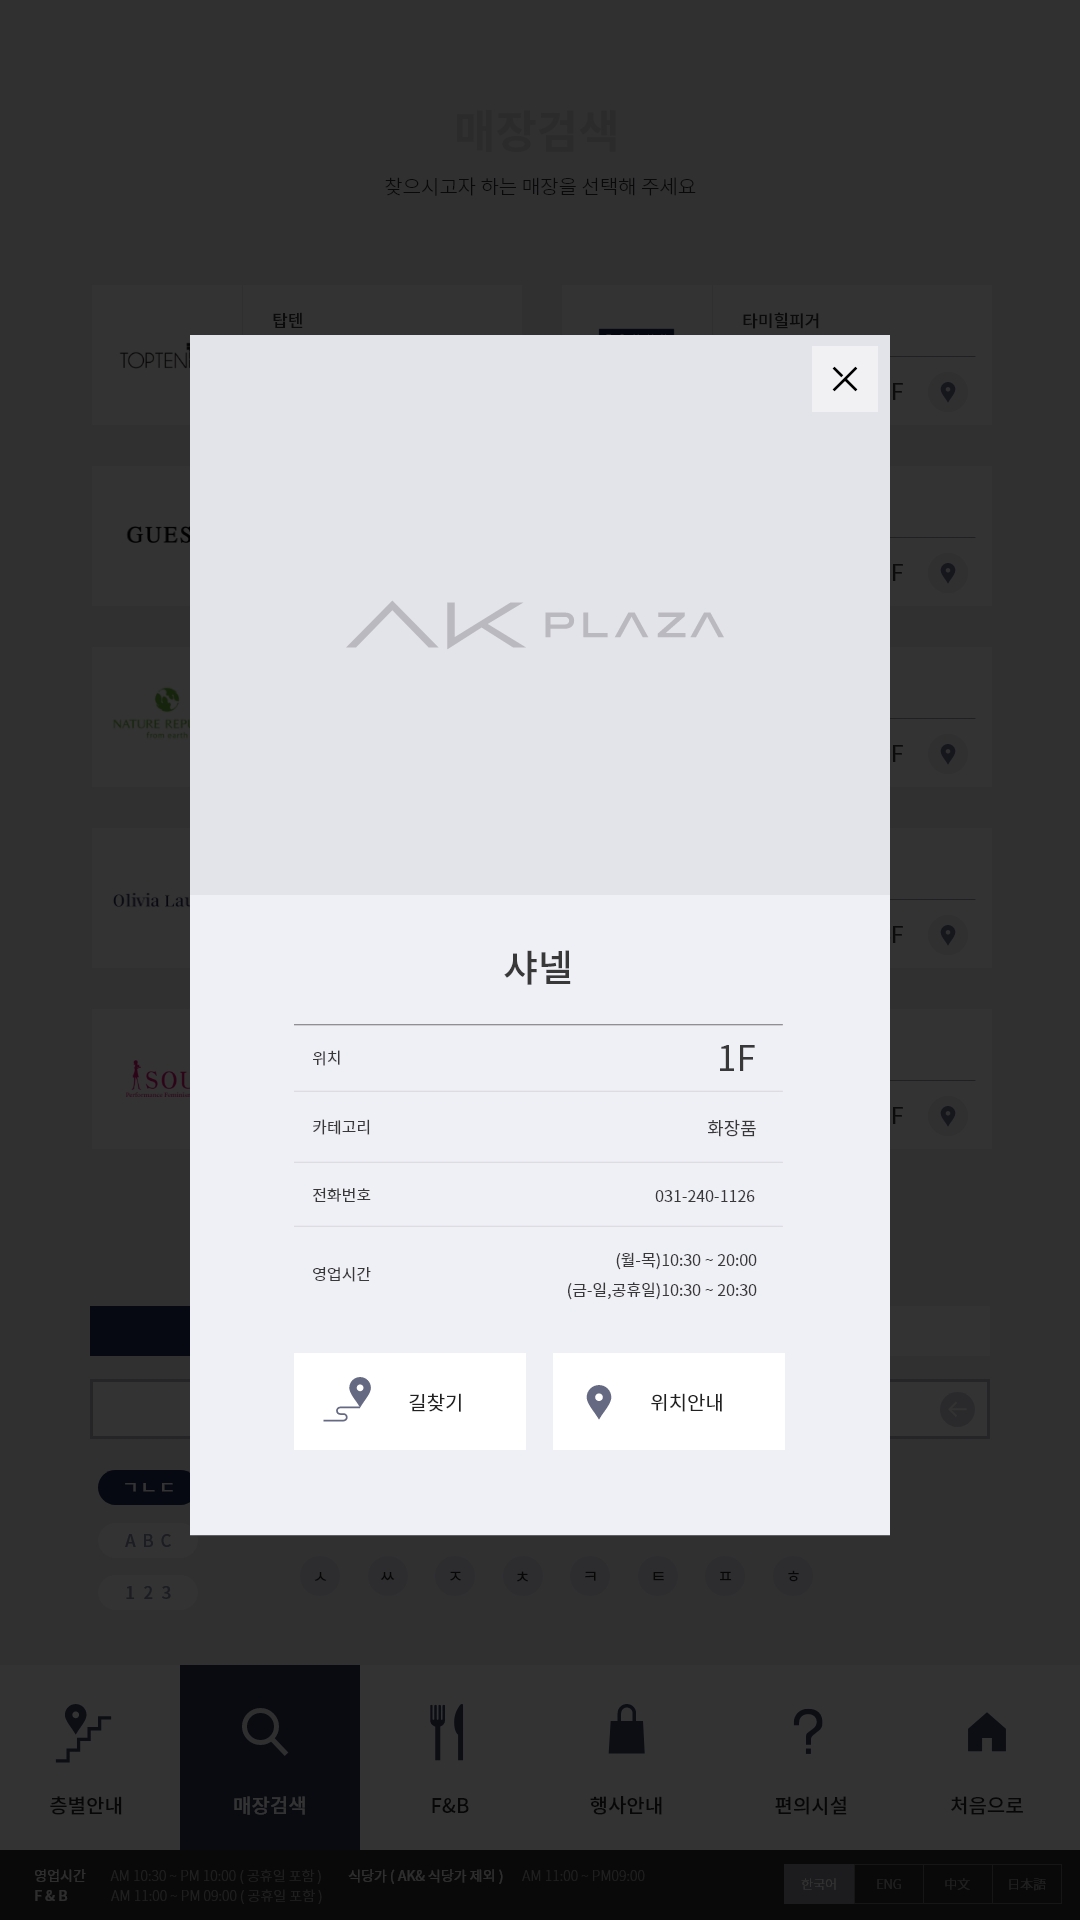 매장검색
찾으시고자 하는 매장을 선택해 주세요
탑텐
타미힐피거
TOPTEN
F
GUES
F
NATURE REP
from earth
F
Olivia Lau
F
SOU
F
AK PLAZA
샤넬
위치
1F
카테고리
화장품
전화번호
031-240-1126
영업시간
(월-목)10:30 ~ 20:00
(금-일,공휴일)10:30 ~ 20:30
길찾기
위치안내
ㄱㄴㄷ
A B C
1 2 3
ㅅ ㅆ ㅈ ㅊ ㅋ ㅌ ㅍ ㅎ
층별안내
매장검색
F&B
행사안내
편의시설
처음으로
영업시간 AM 10:30 ~ PM 10:00 ( 공휴일 포함 ) 식당가 ( AK& 식당가 제외 ) AM 11:00 ~ PM09:00
F & B AM 11:00 ~ PM 09:00 ( 공휴일 포함 )
한국어 ENG 中文 日本語